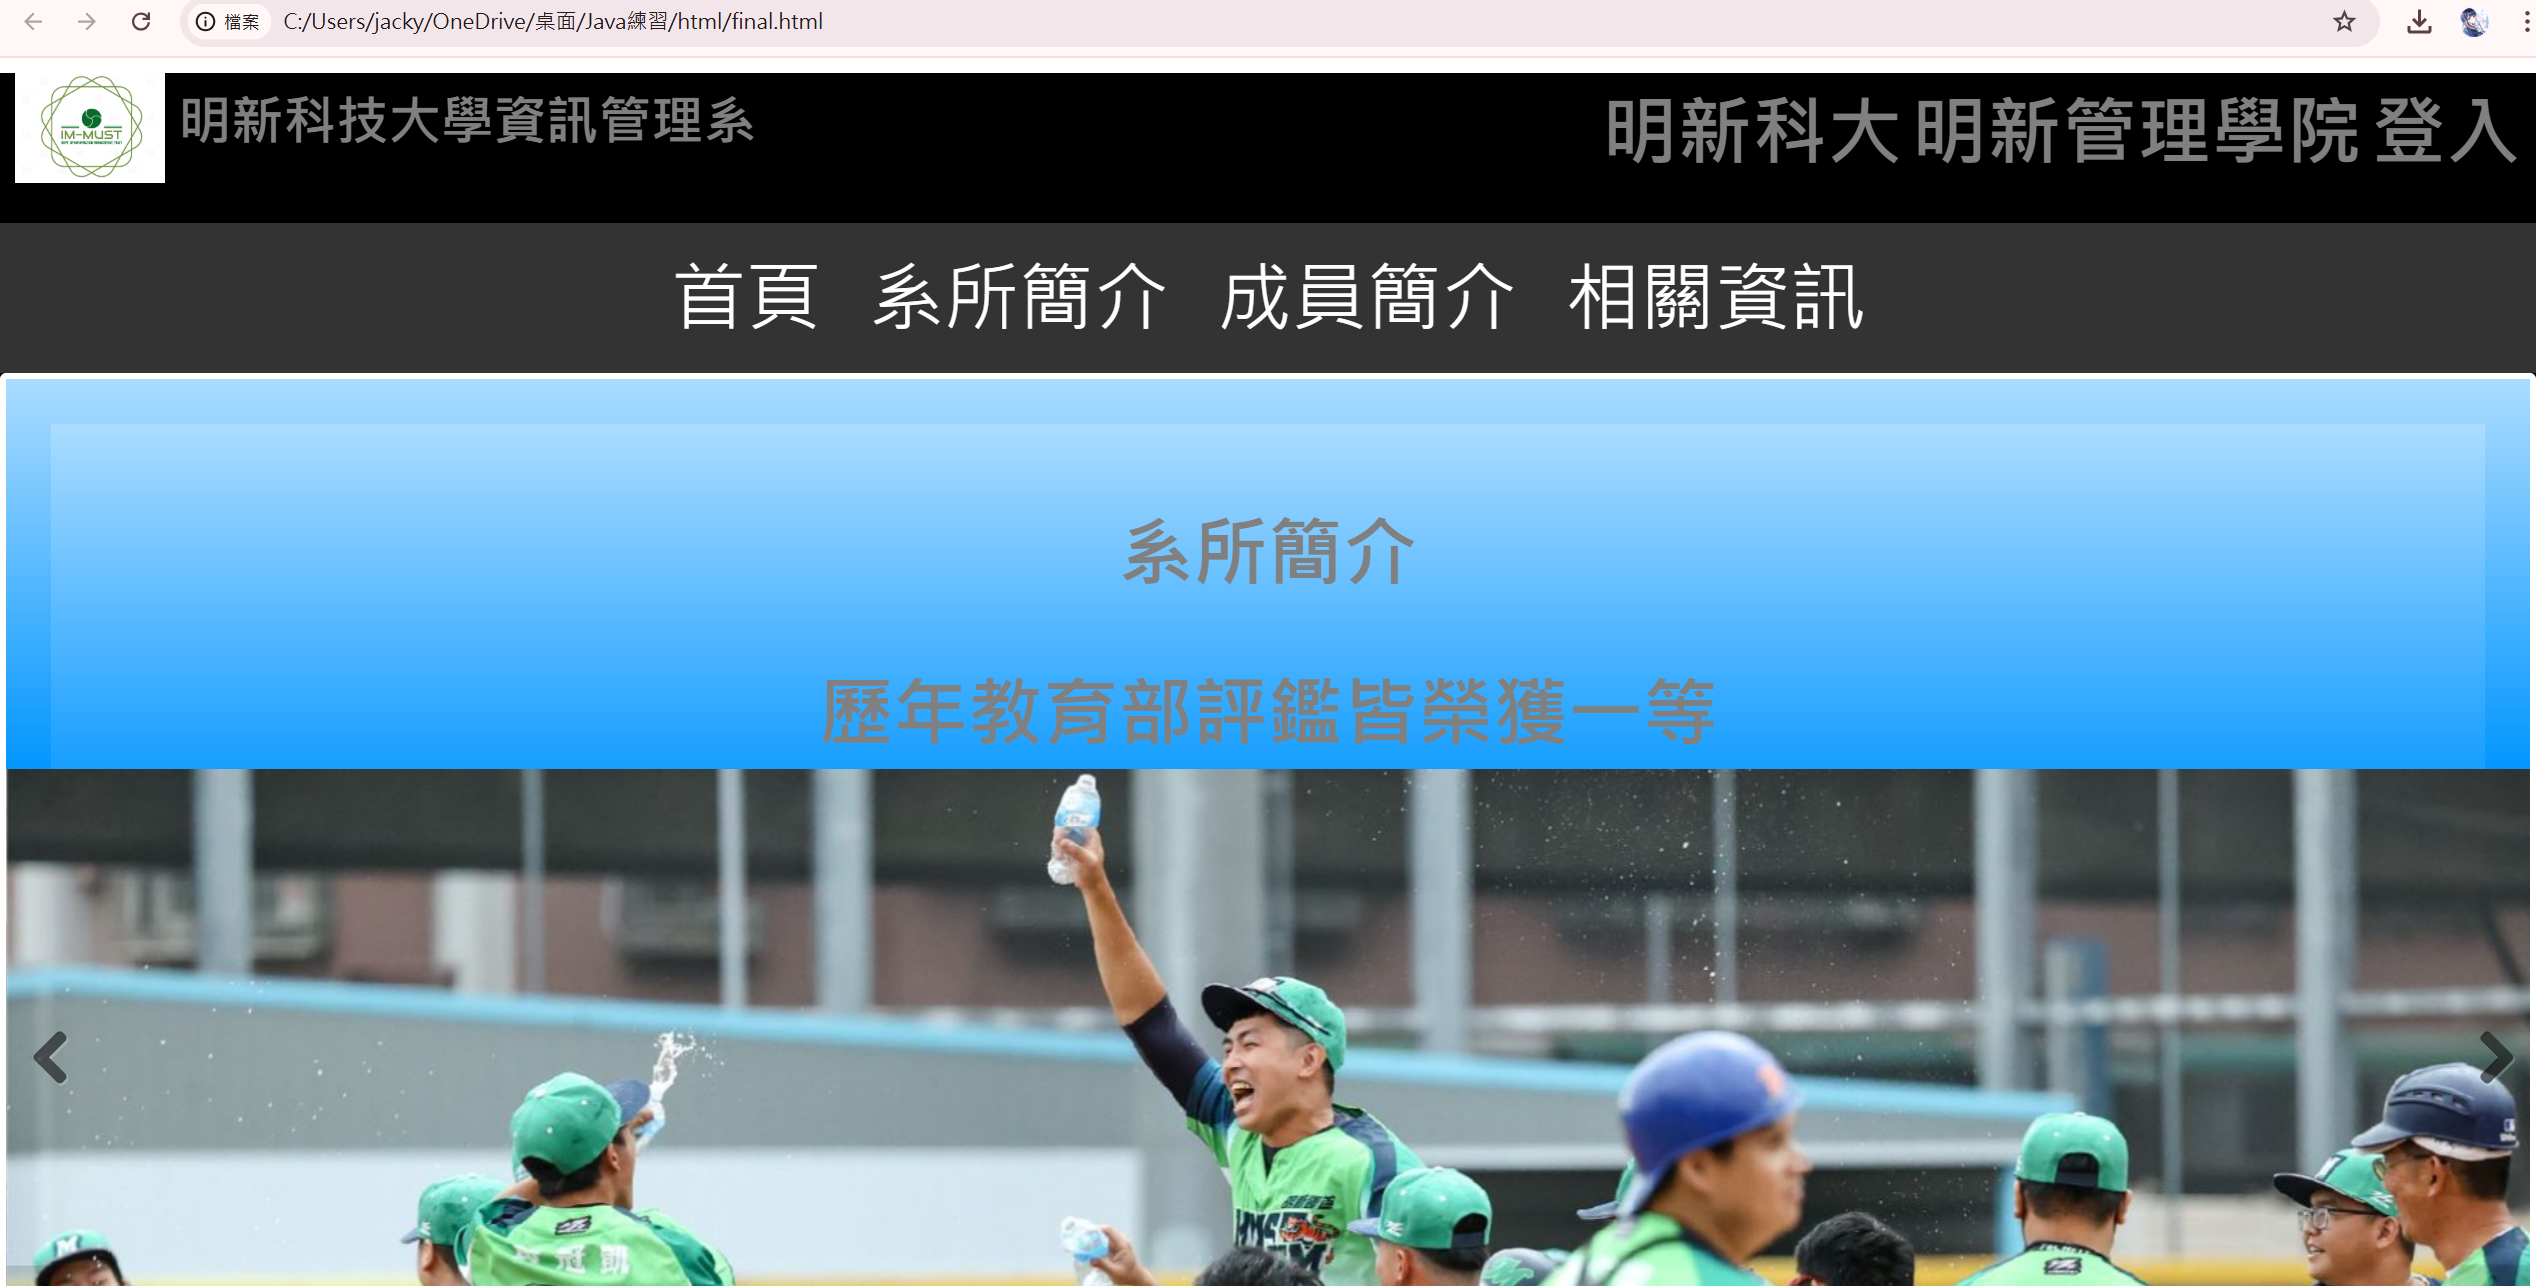 檔案 C:/Users/jacky/OneDrive/桌面/Java練習/html/final.html
IM-MUST
明新科技大學資訊管理系
明新科大 明新管理學院 登入
首頁 系所簡介 成員簡介 相關資訊
系所簡介
歷年教育部評鑑皆榮獲一等